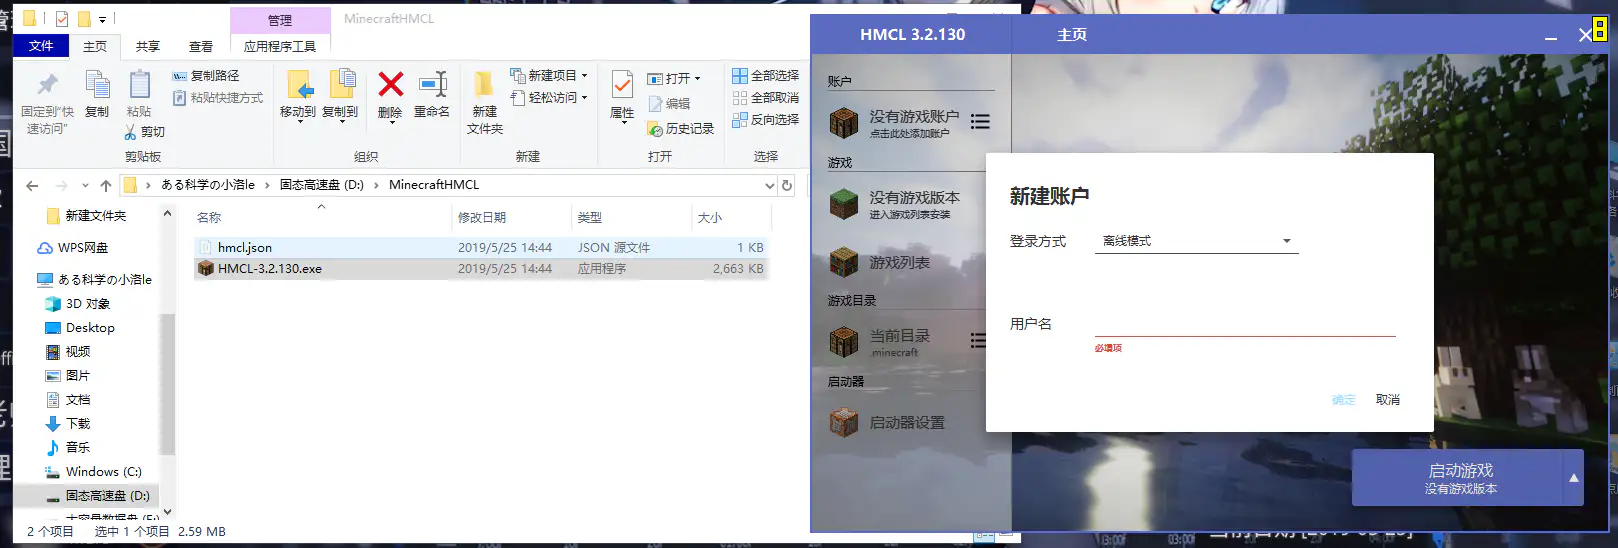 管理
MinecraftHMCL
文件
主页
共享
查看
应用程序工具
固定到"快速访问"
复制
粘贴
复制路径
粘贴快捷方式
剪切
剪贴板
移动到
复制到
删除
重命名
组织
新建文件夹
新建项目
轻松访问
新建
属性
打开
编辑
历史记录
打开
全部选择
全部取消
反向选择
选择
ある科学の小洛le
固态高速盘 (D:)
MinecraftHMCL
新建文件夹
WPS网盘
ある科学の小洛le
3D 对象
Desktop
视频
图片
文档
下载
音乐
Windows (C:)
固态高速盘 (D:)
名称
修改日期
类型
大小
hmcl.json
2019/5/25 14:44
JSON 源文件
1 KB
HMCL-3.2.130.exe
2019/5/25 14:44
应用程序
2,663 KB
2 个项目
选中 1 个项目
2.59 MB
HMCL 3.2.130
主页
账户
没有游戏账户
点击此处添加账户
游戏
没有游戏版本
进入游戏列表安装
游戏列表
游戏目录
当前目录
.minecraft
启动器
启动器设置
新建账户
登录方式
离线模式
用户名
必填项
确定
取消
启动游戏
没有游戏版本